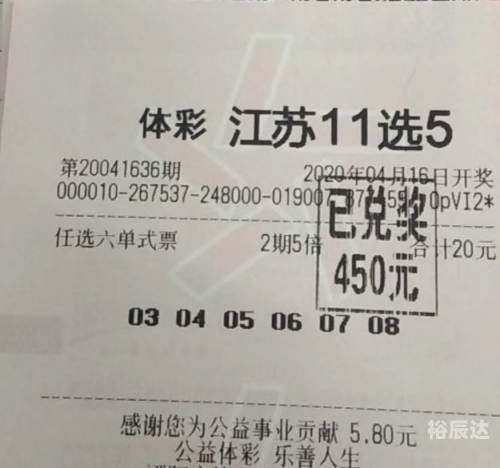 体彩 江苏11选5
第20041636期 2020年04月16日开奖
000010-267537-248000-019007 OpVI2*
已兑奖
450元
任选六单式票 2期5倍 合计20元
03 04 05 06 07 08
感谢您为公益事业贡献 5.80元
公益体彩 乐善人生
裕辰达